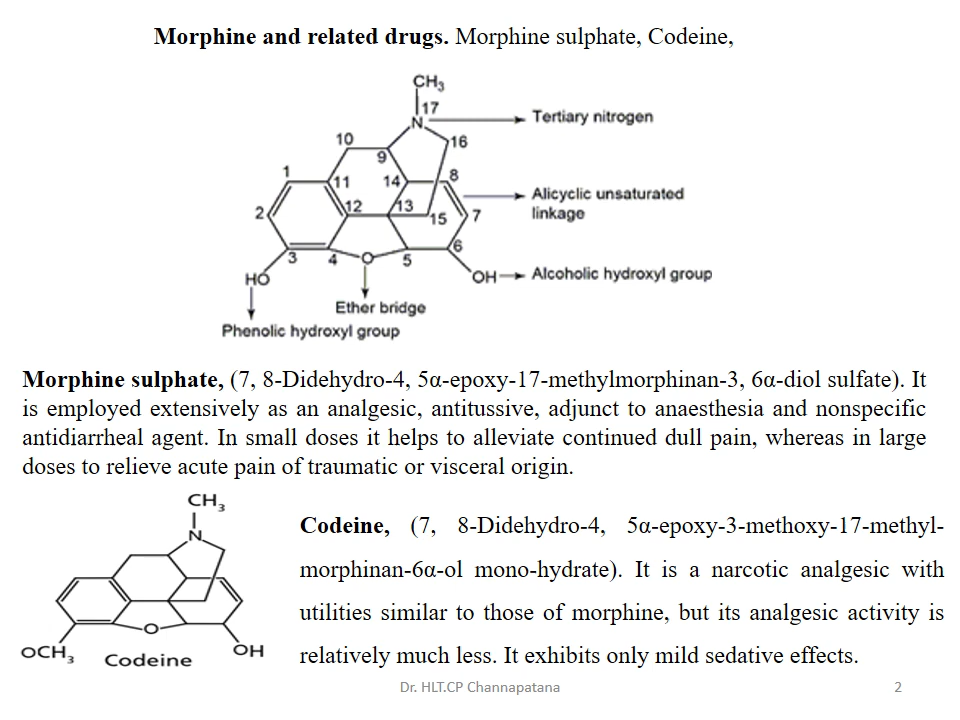 Morphine and related drugs. Morphine sulphate, Codeine,
CH3
17
N
Tertiary nitrogen
10
16
9
1
11
14
8
Alicyclic unsaturated
linkage
2
12
13
15
7
3
4
O
5
6
HO
OH
Alcoholic hydroxyl group
Ether bridge
Phenolic hydroxyl group
Morphine sulphate, (7, 8-Didehydro-4, 5α-epoxy-17-methylmorphinan-3, 6α-diol sulfate). It
is employed extensively as an analgesic, antitussive, adjunct to anaesthesia and nonspecific
antidiarrheal agent. In small doses it helps to alleviate continued dull pain, whereas in large
doses to relieve acute pain of traumatic or visceral origin.
CH3
N
O
OCH3
OH
Codeine
Codeine, (7, 8-Didehydro-4, 5α-epoxy-3-methoxy-17-methyl-
morphinan-6α-ol mono-hydrate). It is a narcotic analgesic with
utilities similar to those of morphine, but its analgesic activity is
relatively much less. It exhibits only mild sedative effects.
Dr. HLT.CP Channapatana
2